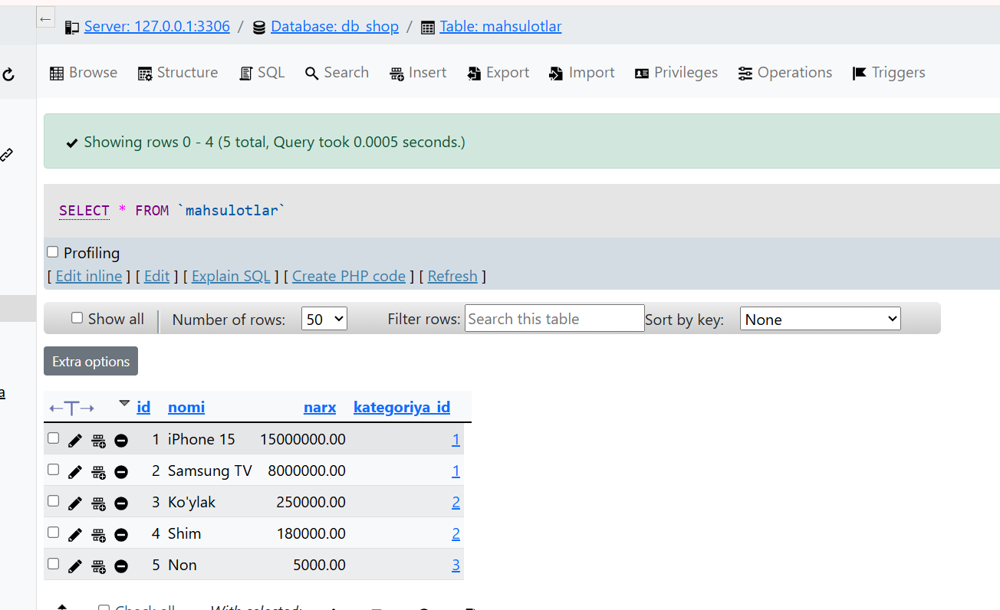 ←
Server: 127.0.0.1:3306 / Database: db_shop / Table: mahsulotlar
Browse Structure SQL Search Insert Export Import Privileges Operations Triggers
Showing rows 0 - 4 (5 total, Query took 0.0005 seconds.)
SELECT * FROM `mahsulotlar`
Profiling
[ Edit inline ] [ Edit ] [ Explain SQL ] [ Create PHP code ] [ Refresh ]
Show all Number of rows: 50 Filter rows: Search this table Sort by key: None
Extra options
a
←T→ id nomi narx kategoriya_id
1 iPhone 15 15000000.00 1
2 Samsung TV 8000000.00 1
3 Ko'ylak 250000.00 2
4 Shim 180000.00 2
5 Non 5000.00 3
Check all With selected: